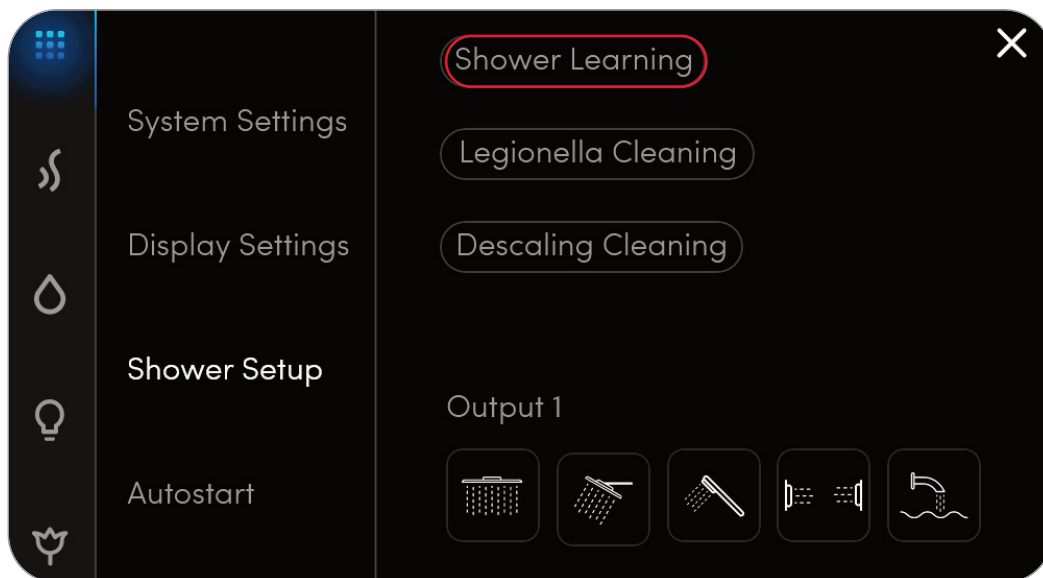 System Settings
Display Settings
Shower Setup
Autostart
Shower Learning
Legionella Cleaning
Descaling Cleaning
Output 1